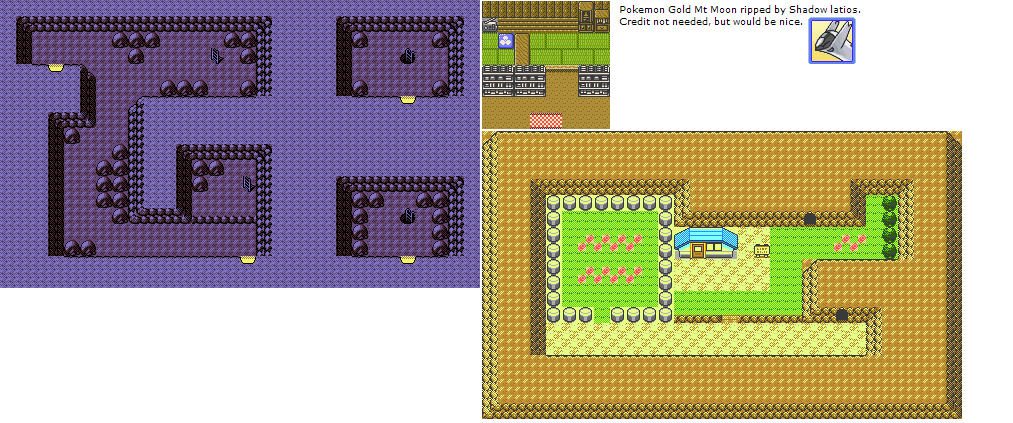 Pokemon Gold Mt Moon ripped by Shadow latios.
Credit not needed, but would be nice.